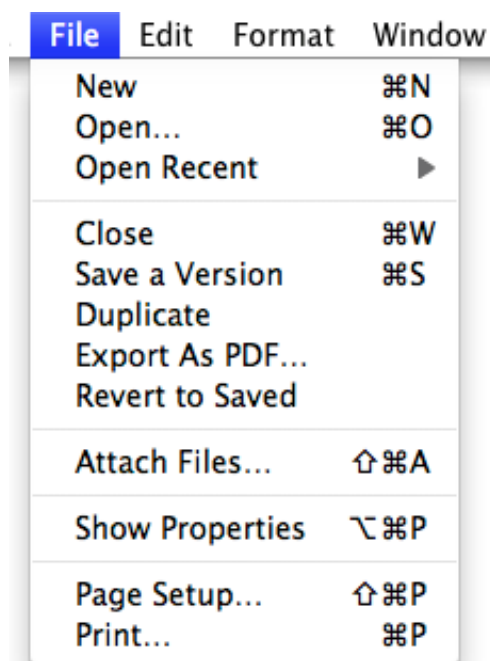 File Edit Format Window
New ⌘N
Open... ⌘O
Open Recent ▶
Close ⌘W
Save a Version ⌘S
Duplicate
Export As PDF...
Revert to Saved
Attach Files... ⇧⌘A
Show Properties ⌥⌘P
Page Setup... ⇧⌘P
Print... ⌘P